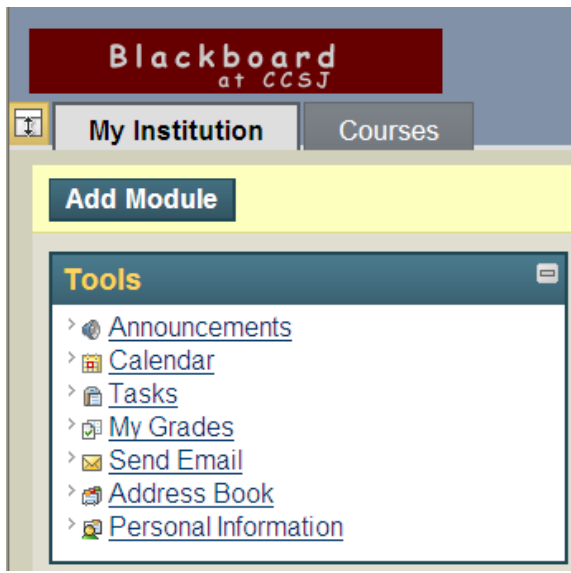 Blackboard
at CCSJ
My Institution
Courses
Add Module
Tools
Announcements
Calendar
Tasks
My Grades
Send Email
Address Book
Personal Information